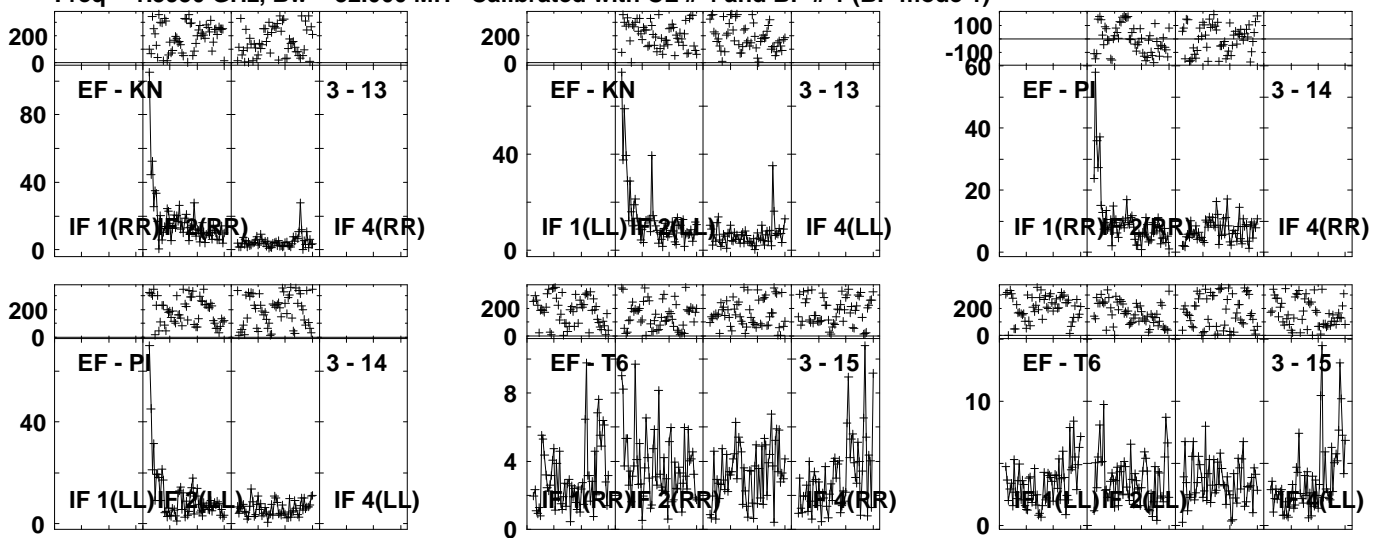 Freq = GHz, Bw = MH Calibrated with CL # and BP # (BP mode
200
0
EF - KN
3 - 13
80
40
0
IF 1(RR)
IF 2(RR)
IF 4(RR)
200
0
EF - KN
3 - 13
40
0
IF 1(LL)
IF 2(LL)
IF 4(LL)
100
-100
60
EF - PI
3 - 14
40
20
0
IF 1(RR)
IF 2(RR)
IF 4(RR)
200
0
EF - PI
3 - 14
40
0
IF 1(LL)
IF 2(LL)
IF 4(LL)
200
0
EF - T6
3 - 15
8
4
0
IF 1(RR)
IF 2(RR)
IF 4(RR)
200
0
EF - T6
3 - 15
10
0
IF 1(LL)
IF 2(LL)
IF 4(LL)